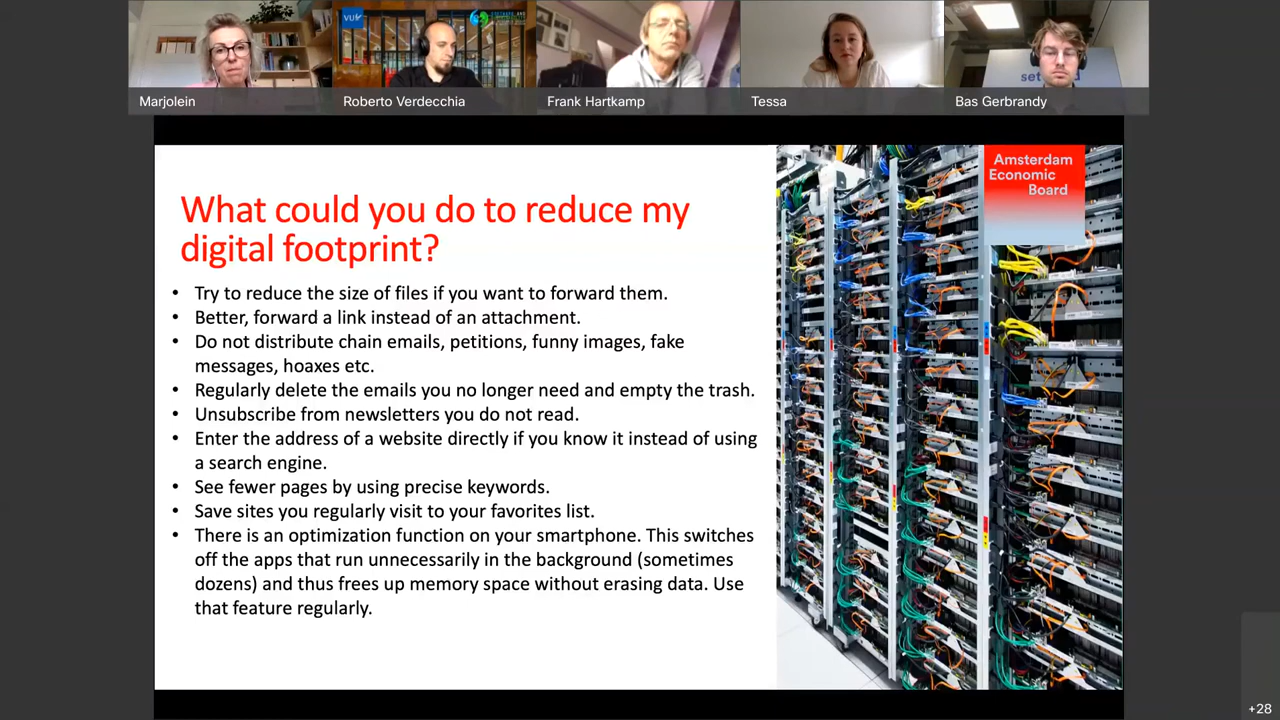 VU
set
Marjolein
Roberto Verdecchia
Frank Hartkamp
Tessa
Bas Gerbrandy
Amsterdam
Economic
Board
What could you do to reduce my
digital footprint?
• Try to reduce the size of files if you want to forward them.
• Better, forward a link instead of an attachment.
• Do not distribute chain emails, petitions, funny images, fake
messages, hoaxes etc.
• Regularly delete the emails you no longer need and empty the trash.
• Unsubscribe from newsletters you do not read.
• Enter the address of a website directly if you know it instead of using
a search engine.
• See fewer pages by using precise keywords.
• Save sites you regularly visit to your favorites list.
• There is an optimization function on your smartphone. This switches
off the apps that run unnecessarily in the background (sometimes
dozens) and thus frees up memory space without erasing data. Use
that feature regularly.
+28